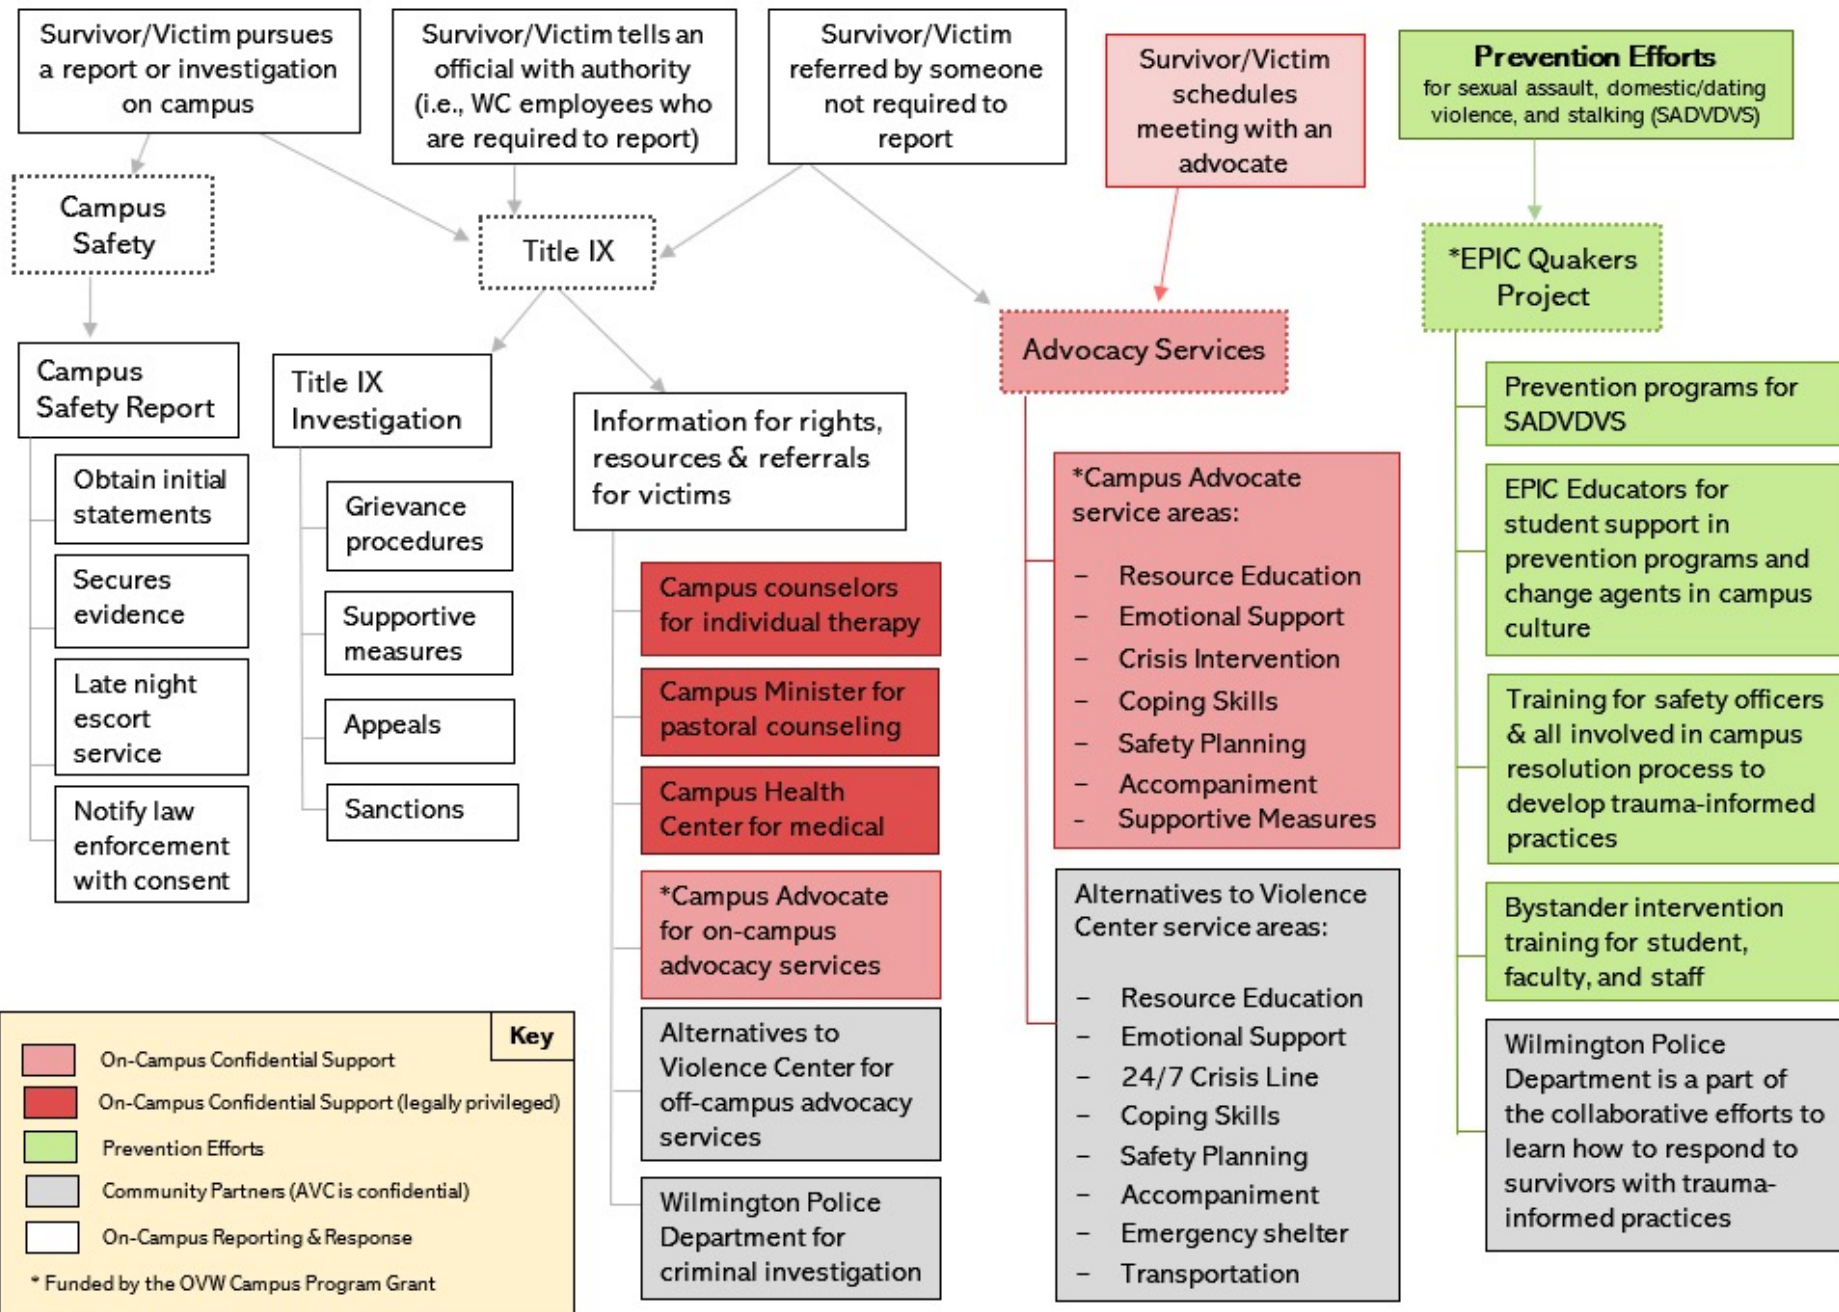 Survivor/Victim pursues
a report or investigation
on campus
Survivor/Victim tells an
official with authority
(i.e., WC employees who
are required to report)
Survivor/Victim
referred by someone
not required to
report
Survivor/Victim
schedules
meeting with an
advocate
Prevention Efforts
for sexual assault, domestic/dating
violence, and stalking (SADVDVS)
Campus
Safety
Title IX
Advocacy Services
*EPIC Quakers
Project
Campus
Safety Report
Obtain initial
statements
Secures
evidence
Late night
escort
service
Notify law
enforcement
with consent
Title IX
Investigation
Grievance
procedures
Supportive
measures
Appeals
Sanctions
Information for rights,
resources & referrals
for victims
Campus counselors
for individual therapy
Campus Minister for
pastoral counseling
Campus Health
Center for medical
*Campus Advocate
for on-campus
advocacy services
Alternatives to
Violence Center for
off-campus advocacy
services
Wilmington Police
Department for
criminal investigation
*Campus Advocate
service areas:
– Resource Education
– Emotional Support
– Crisis Intervention
– Coping Skills
– Safety Planning
– Accompaniment
- Supportive Measures
Alternatives to Violence
Center service areas:
– Resource Education
– Emotional Support
– 24/7 Crisis Line
– Coping Skills
– Safety Planning
– Accompaniment
– Emergency shelter
– Transportation
Prevention programs for
SADVDVS
EPIC Educators for
student support in
prevention programs and
change agents in campus
culture
Training for safety officers
& all involved in campus
resolution process to
develop trauma-informed
practices
Bystander intervention
training for student,
faculty, and staff
Wilmington Police
Department is a part of
the collaborative efforts to
learn how to respond to
survivors with trauma-
informed practices
Key
On-Campus Confidential Support
On-Campus Confidential Support (legally privileged)
Prevention Efforts
Community Partners (AVC is confidential)
On-Campus Reporting & Response
* Funded by the OVW Campus Program Grant